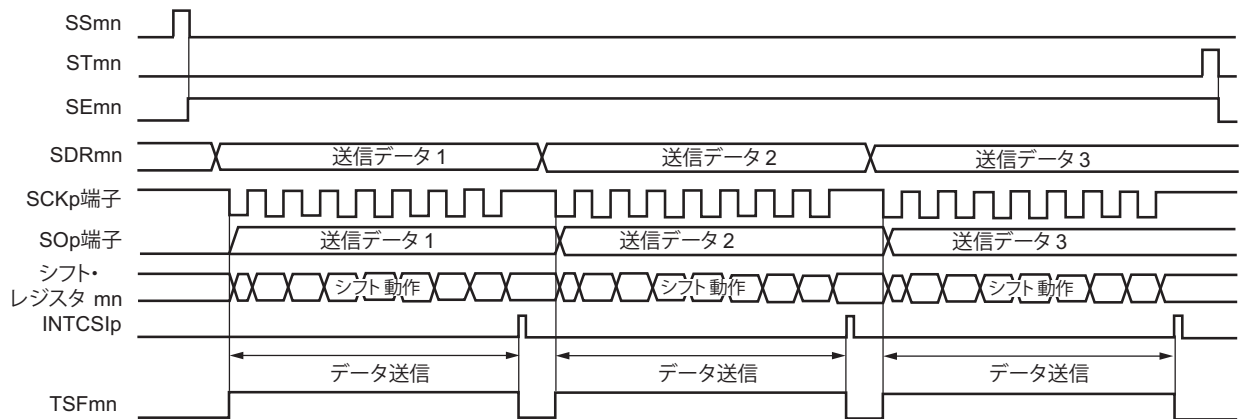 SSmn
STmn
SEmn
SDRmn
送信データ 1
送信データ 2
送信データ 3
SCKp端子
SOp端子
送信データ 1
送信データ 2
送信データ 3
シフト・
レジスタ mn
シフト動作
シフト動作
シフト動作
INTCSIp
データ送信
データ送信
データ送信
TSFmn